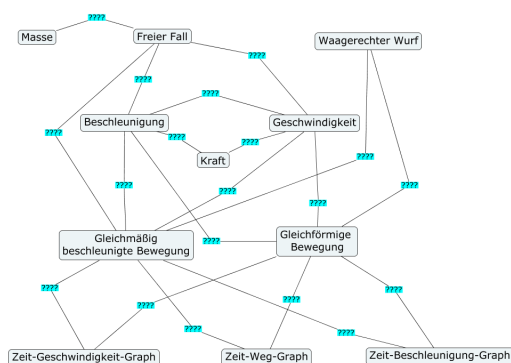 ????
Masse
Freier Fall
Waagerechter Wurf
????
????
????
????
Beschleunigung
Geschwindigkeit
????
????
????
Kraft
????
????
????
????
Gleichmäßig
beschleunigte Bewegung
????
Gleichförmige
Bewegung
????
????
????
????
????
????
Zeit-Geschwindigkeit-Graph
Zeit-Weg-Graph
Zeit-Beschleunigung-Graph